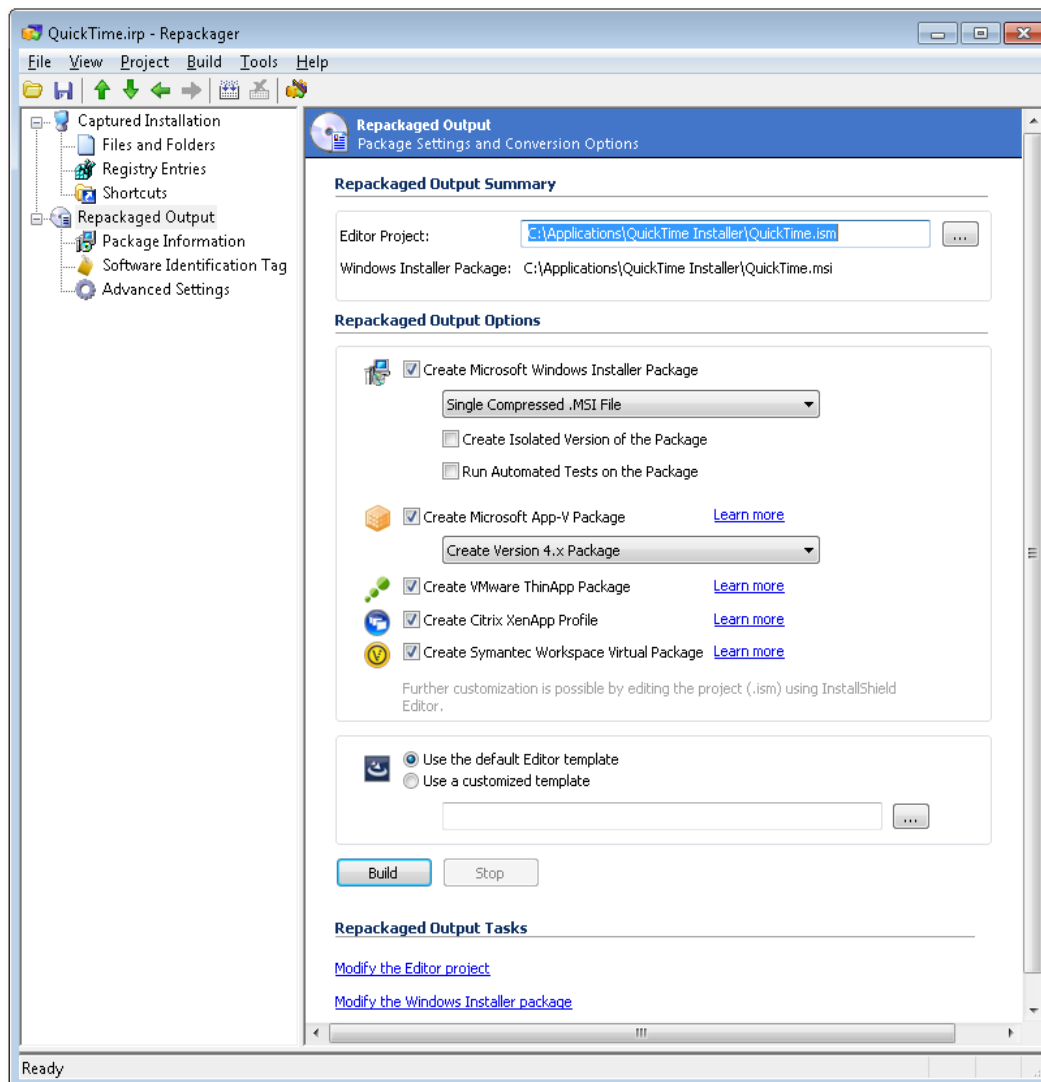 QuickTime.irp - Repackager
File View Project Build Tools Help
Captured Installation
Files and Folders
Registry Entries
Shortcuts
Repackaged Output
Package Information
Software Identification Tag
Advanced Settings
Repackaged Output
Package Settings and Conversion Options
Repackaged Output Summary
Editor Project: C:\Applications\QuickTime Installer\QuickTime.ism ...
Windows Installer Package: C:\Applications\QuickTime Installer\QuickTime.msi
Repackaged Output Options
Create Microsoft Windows Installer Package
Single Compressed .MSI File
Create Isolated Version of the Package
Run Automated Tests on the Package
Create Microsoft App-V Package Learn more
Create Version 4.x Package
Create VMware ThinApp Package Learn more
Create Citrix XenApp Profile Learn more
Create Symantec Workspace Virtual Package Learn more
Further customization is possible by editing the project (.ism) using InstallShield
Editor.
Use the default Editor template
Use a customized template
...
Build Stop
Repackaged Output Tasks
Modify the Editor project
Modify the Windows Installer package
Ready